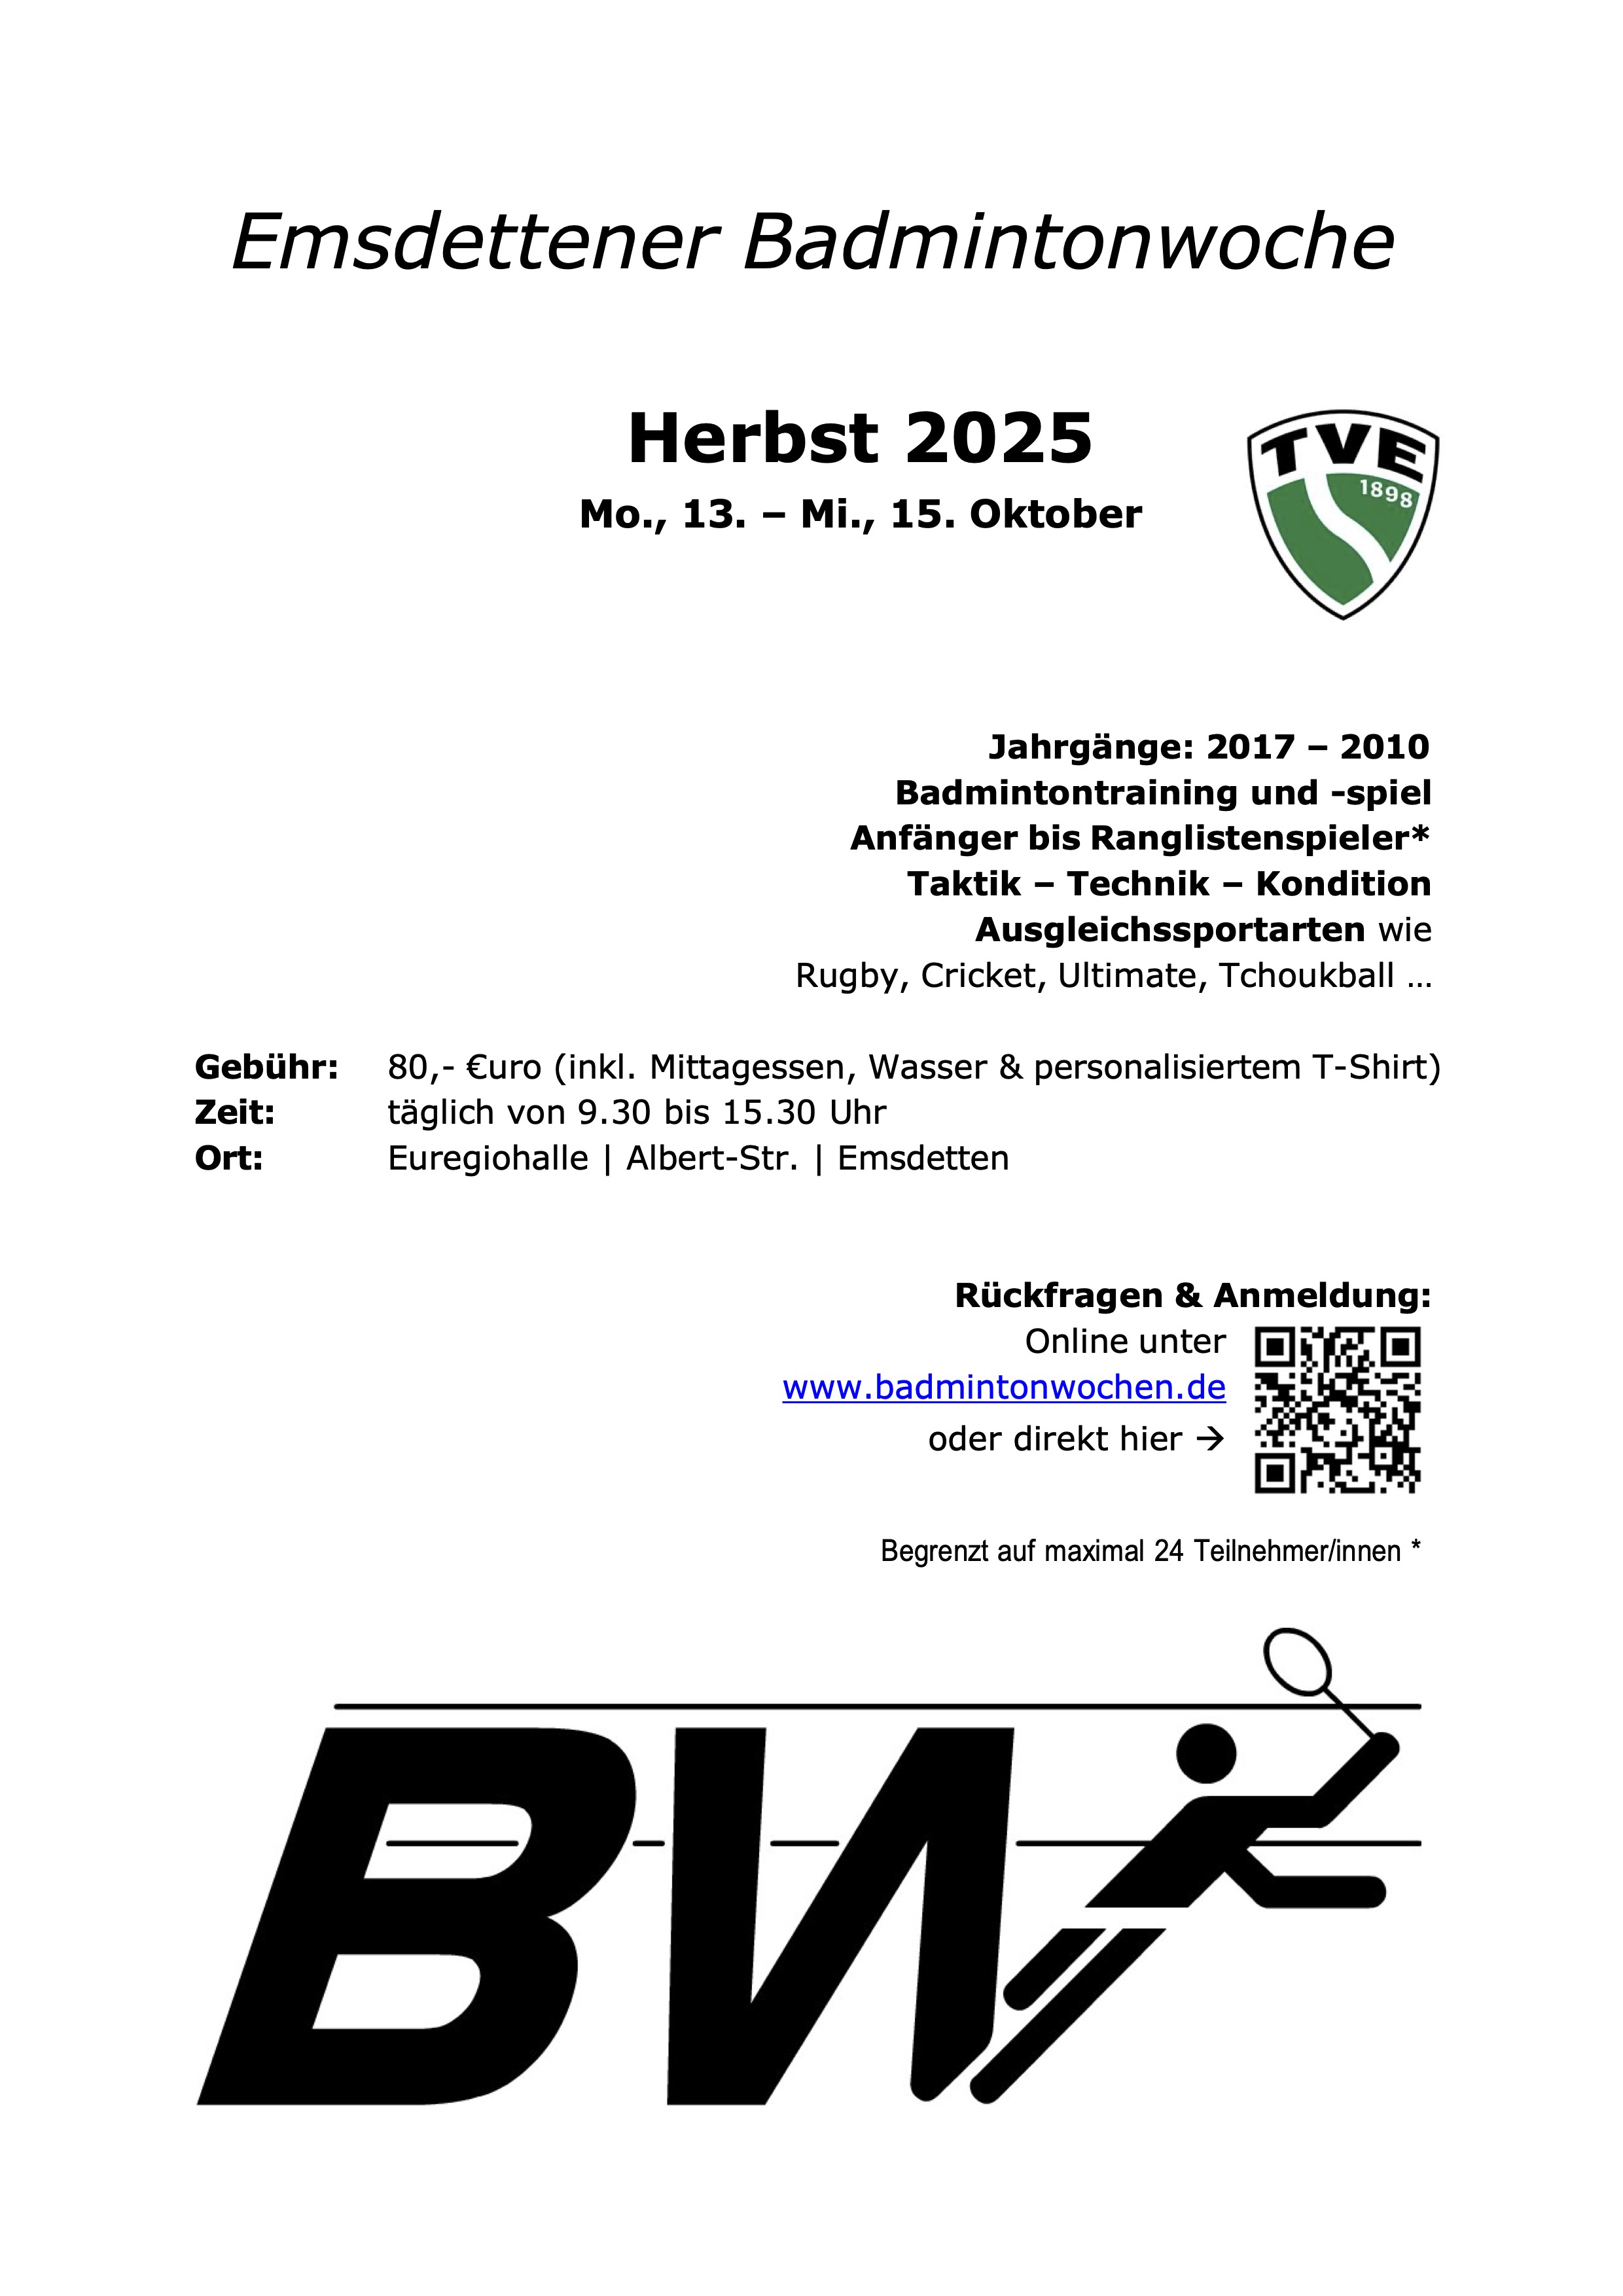 Emsdettener Badmintonwoche
Herbst 2025
Mo., 13. – Mi., 15. Oktober
TVE
1898
Jahrgänge: 2017 – 2010
Badmintontraining und -spiel
Anfänger bis Ranglistenspieler*
Taktik – Technik – Kondition
Ausgleichssportarten wie
Rugby, Cricket, Ultimate, Tchoukball ...
Gebühr: 80,- €uro (inkl. Mittagessen, Wasser & personalisiertem T-Shirt)
Zeit: täglich von 9.30 bis 15.30 Uhr
Ort: Euregiohalle | Albert-Str. | Emsdetten
Rückfragen & Anmeldung:
Online unter
www.badmintonwochen.de
oder direkt hier →
Begrenzt auf maximal 24 Teilnehmer/innen *
BW